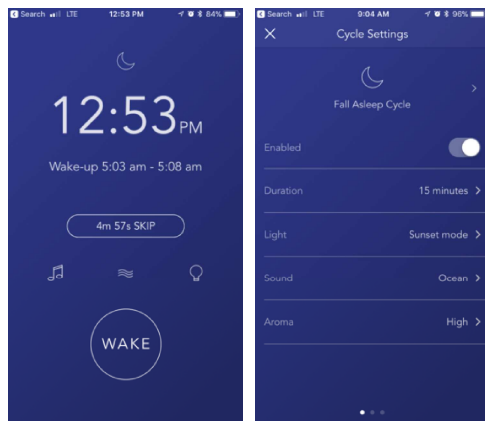 Search LTE 12:53 PM 84%
12:53 PM
Wake-up 5:03 am - 5:08 am
4m 57s SKIP
WAKE
Search LTE 9:04 AM 96%
Cycle Settings
Fall Asleep Cycle
Enabled
Duration 15 minutes
Light Sunset mode
Sound Ocean
Aroma High